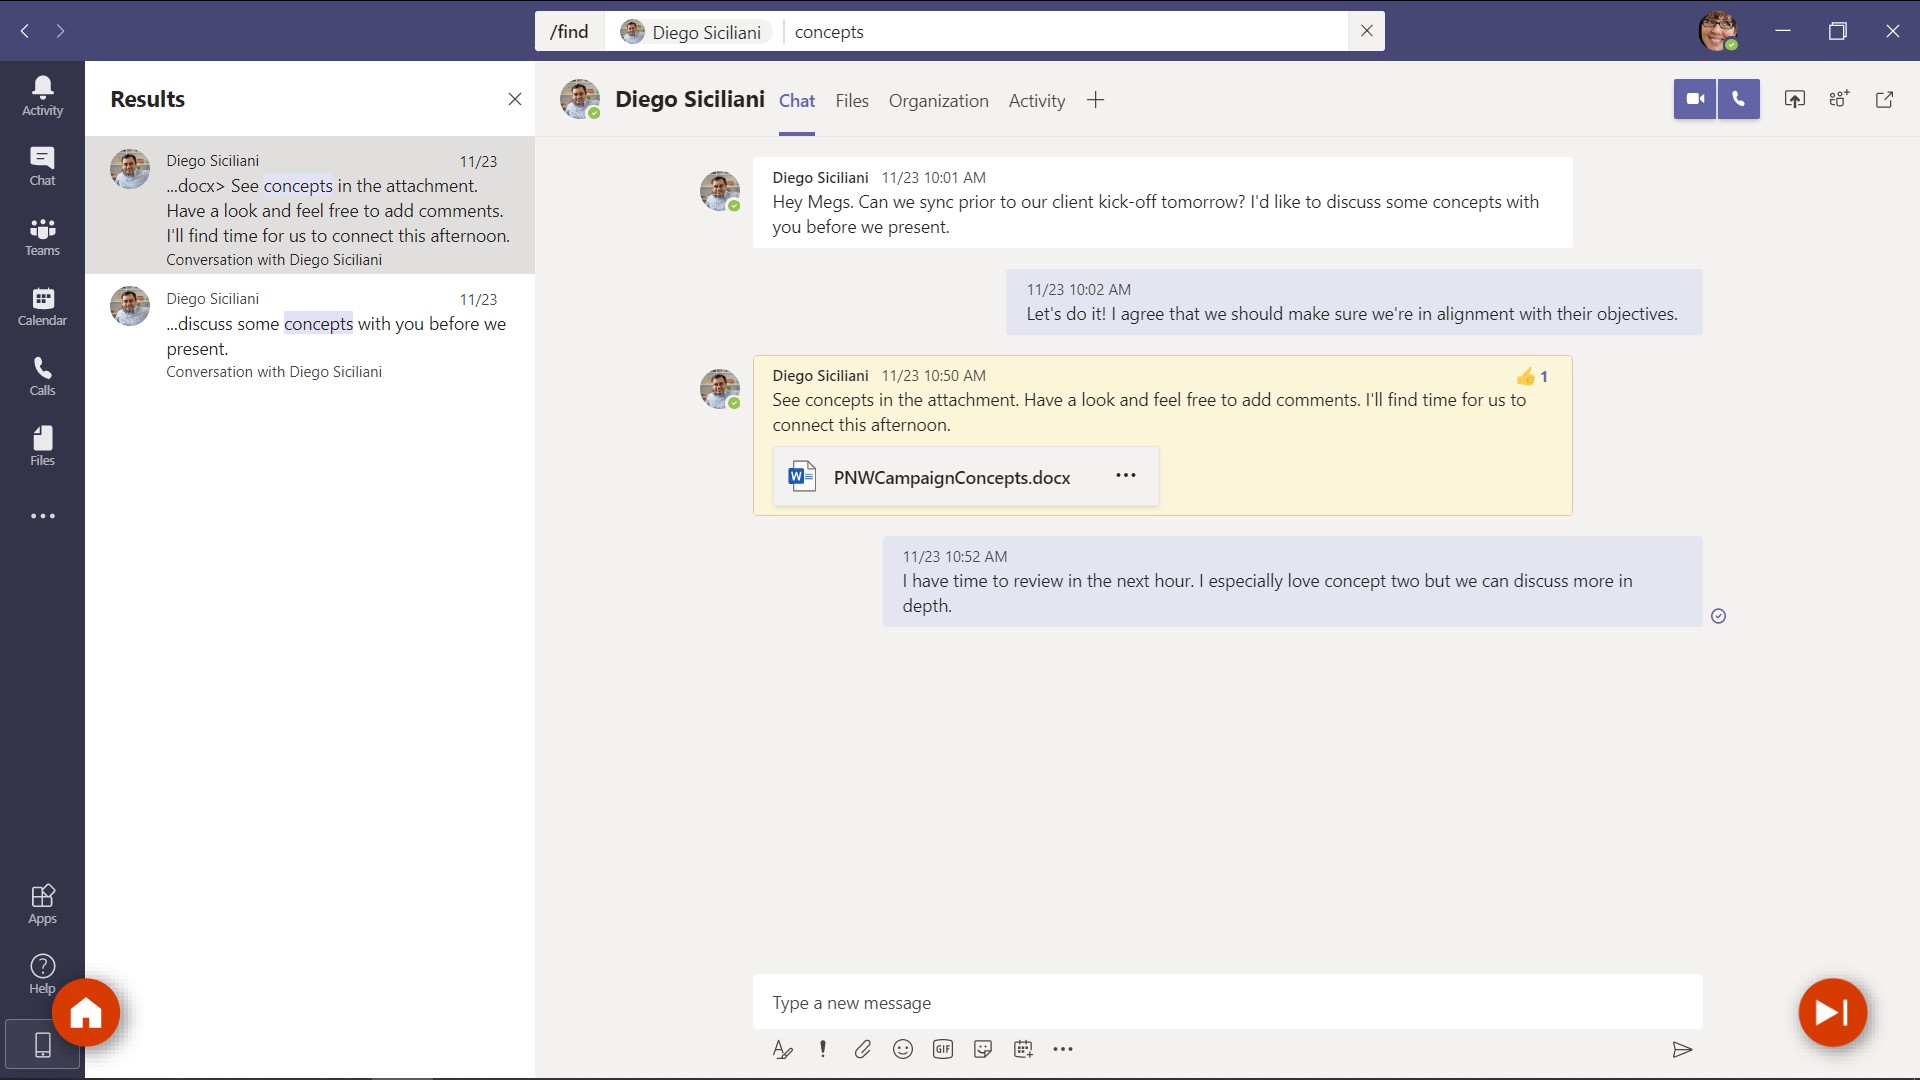 /find Diego Siciliani concepts
Activity
Chat
Teams
Calendar
Calls
Files
Apps
Help
Results
Diego Siciliani 11/23
...docx> See concepts in the attachment.
Have a look and feel free to add comments.
I'll find time for us to connect this afternoon.
Conversation with Diego Siciliani
Diego Siciliani 11/23
...discuss some concepts with you before we
present.
Conversation with Diego Siciliani
Diego Siciliani Chat Files Organization Activity
Diego Siciliani 11/23 10:01 AM
Hey Megs. Can we sync prior to our client kick-off tomorrow? I'd like to discuss some concepts with
you before we present.
11/23 10:02 AM
Let's do it! I agree that we should make sure we're in alignment with their objectives.
Diego Siciliani 11/23 10:50 AM 1
See concepts in the attachment. Have a look and feel free to add comments. I'll find time for us to
connect this afternoon.
W PNWCampaignConcepts.docx
11/23 10:52 AM
I have time to review in the next hour. I especially love concept two but we can discuss more in
depth.
Type a new message
GIF